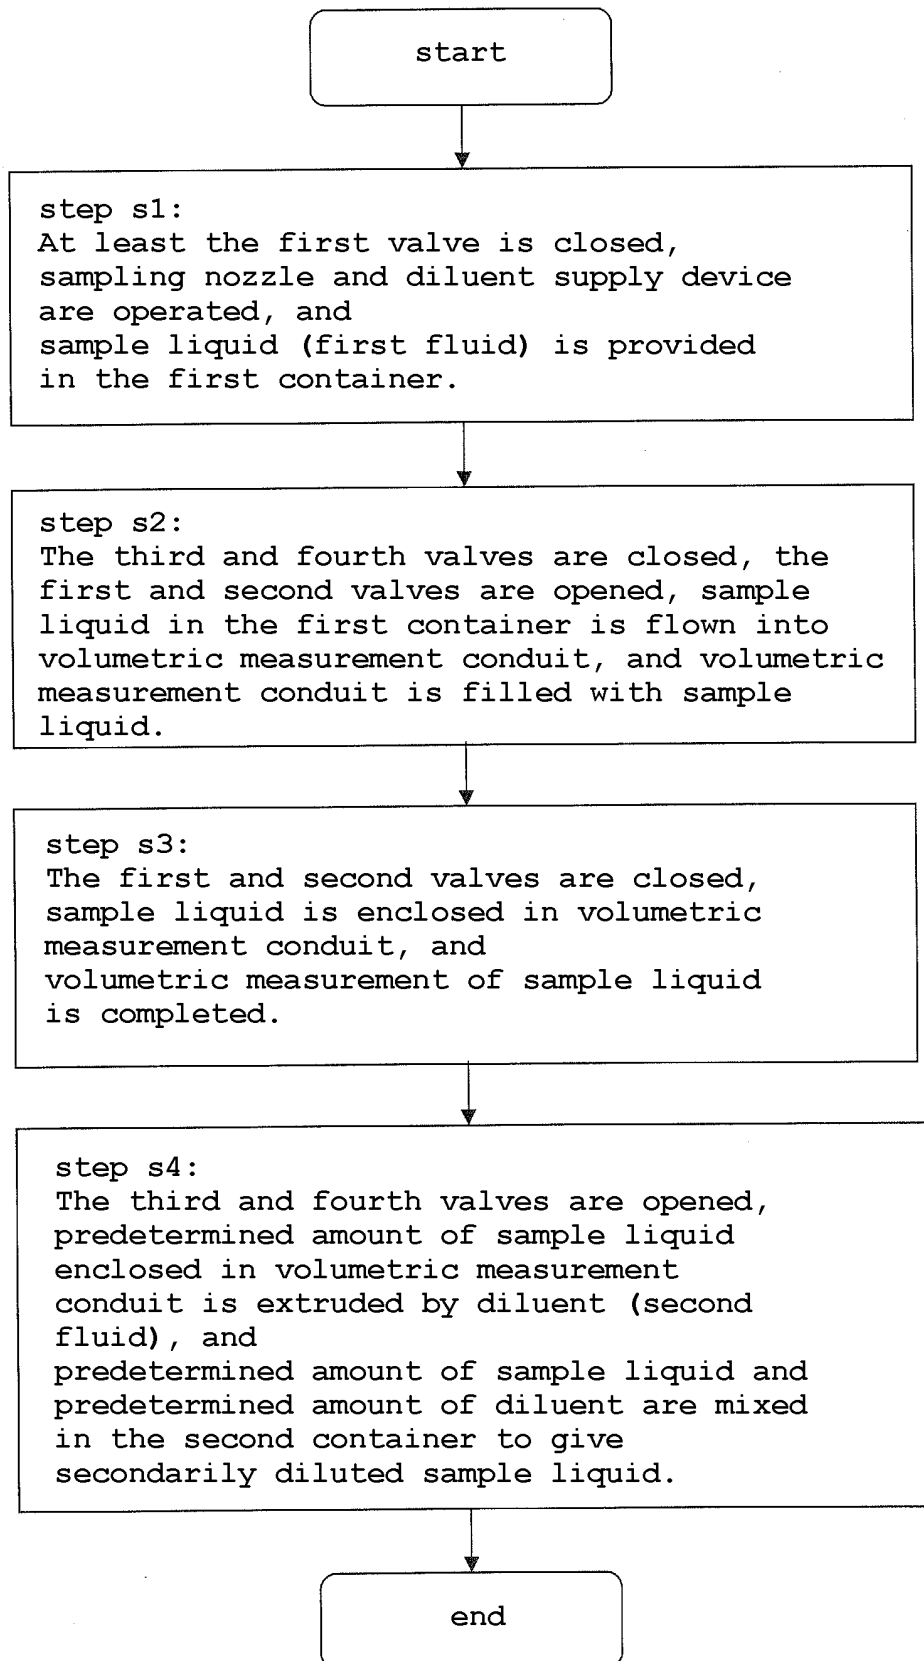 start
step s1:
At least the first valve is closed,
sampling nozzle and diluent supply device
are operated, and
sample liquid (first fluid) is provided
in the first container.
step s2:
The third and fourth valves are closed, the
first and second valves are opened, sample
liquid in the first container is flown into
volumetric measurement conduit, and volumetric
measurement conduit is filled with sample
liquid.
step s3:
The first and second valves are closed,
sample liquid is enclosed in volumetric
measurement conduit, and
volumetric measurement of sample liquid
is completed.
step s4:
The third and fourth valves are opened,
predetermined amount of sample liquid
enclosed in volumetric measurement
conduit is extruded by diluent (second
fluid), and
predetermined amount of sample liquid and
predetermined amount of diluent are mixed
in the second container to give
secondarily diluted sample liquid.
end